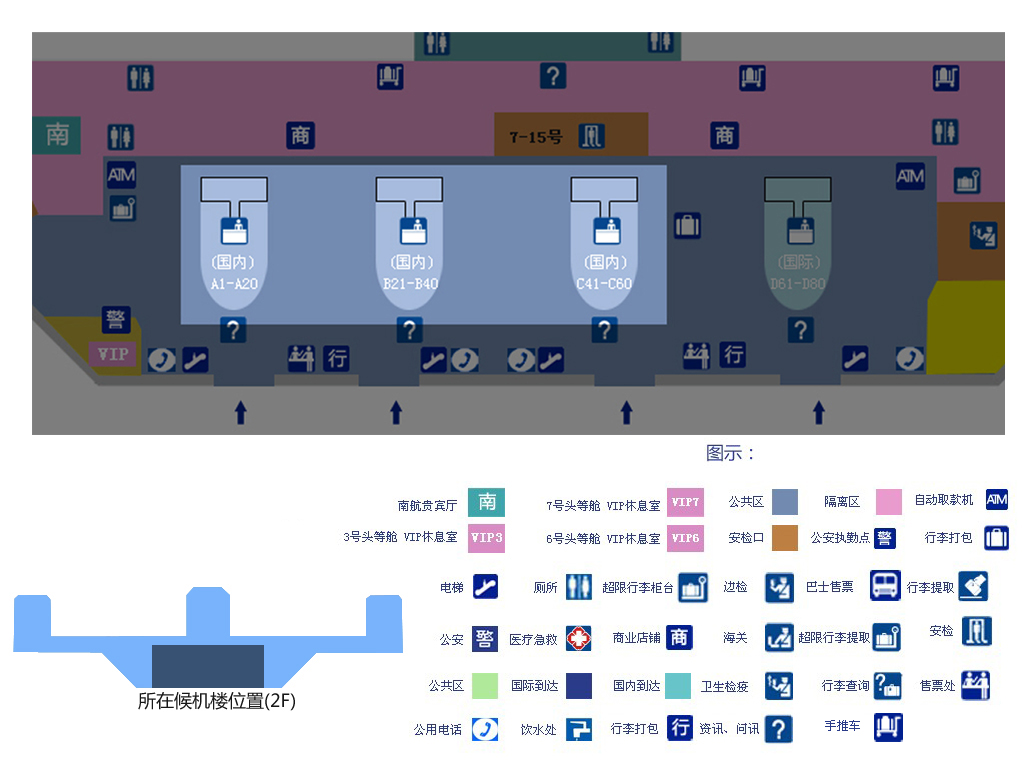 ?
南
商
7-15号
商
ATM
ATM
(国内)
(国内)
(国内)
(国际)
A1-A20
B21-B40
C41-C60
D61-D80
警
?
?
?
?
VIP
行
行
图示：
南航贵宾厅 南
7号头等舱 VIP休息室 VIP7
公共区
隔离区
自动取款机 ATM
3号头等舱 VIP休息室 VIP3
6号头等舱 VIP休息室 VIP6
安检口
公安执勤点 警
行李打包
电梯
厕所
超限行李柜台
边检
巴士售票
行李提取
公安 警
医疗急救
商业店铺 商
海关
超限行李提取
安检
公共区
国际到达
国内到达
卫生检疫
行李查询 ?
售票处
公用电话
饮水处
行李打包 行
资讯、问讯 ?
手推车
所在候机楼位置(2F)